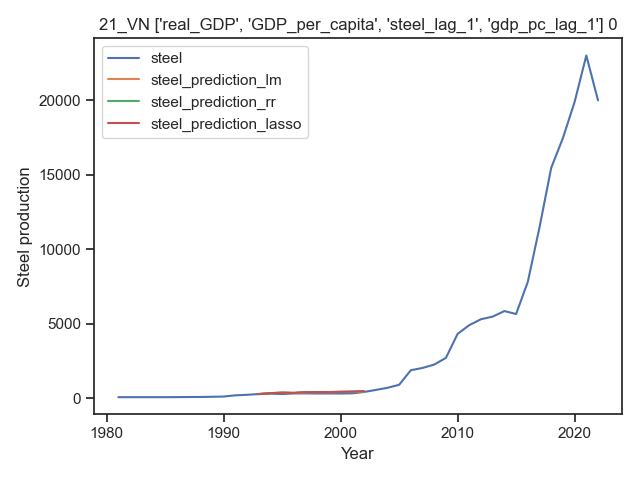 21_VN ['real_GDP', 'GDP_per_capita', 'steel_lag_1', 'gdp_pc_lag_1'] 0
steel
steel_prediction_lm
steel_prediction_rr
steel_prediction_lasso
Steel production
20000
15000
10000
5000
0
1980
1990
2000
2010
2020
Year